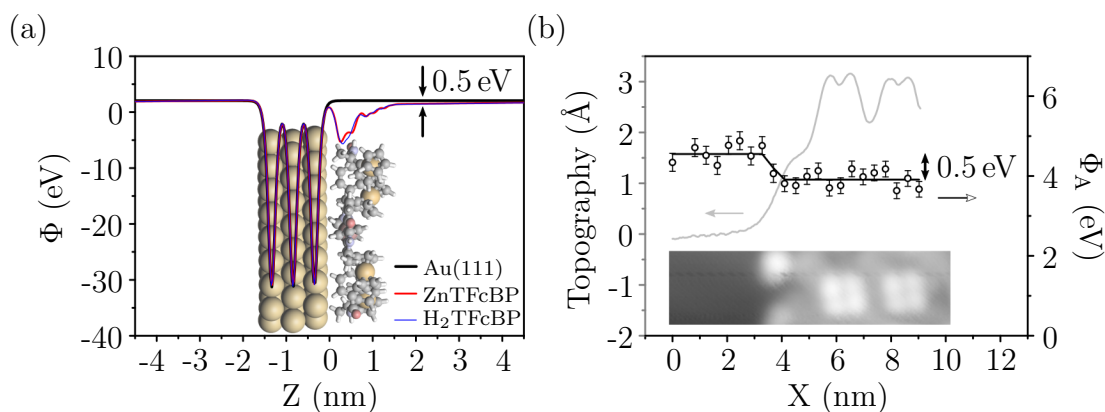 (a)
10
0
-10
-20
-30
-40
Φ (eV)
0.5 eV
Au(111)
ZnTFcBP
H₂TFcBP
-4 -3 -2 -1 0 1 2 3 4
Z (nm)
(b)
3
2
1
0
-1
-2
Topography (Å)
0.5 eV
6
4
2
0
Φ_A (eV)
0 2 4 6 8 10 12
X (nm)